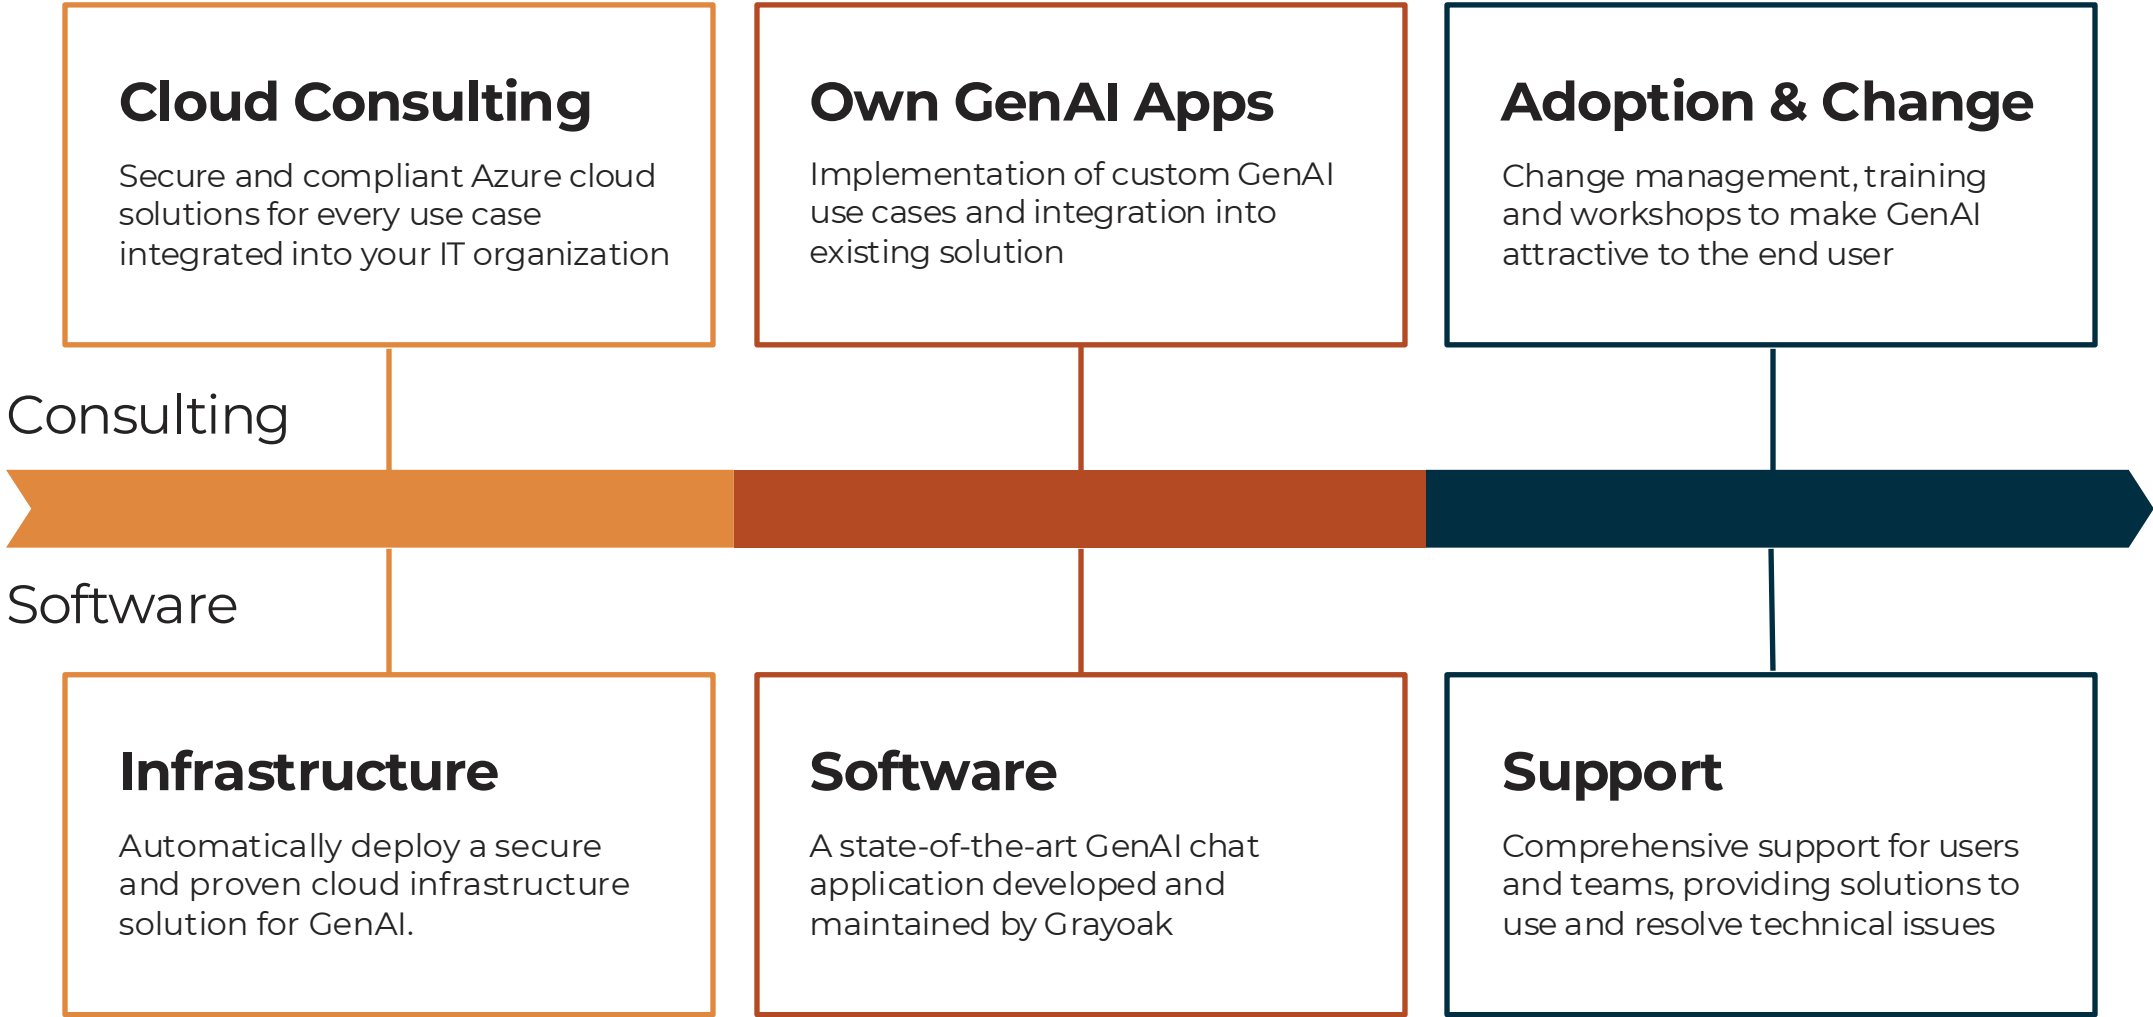 Cloud Consulting
Secure and compliant Azure cloud
solutions for every use case
integrated into your IT organization
Own GenAI Apps
Implementation of custom GenAI
use cases and integration into
existing solution
Adoption & Change
Change management, training
and workshops to make GenAI
attractive to the end user
Consulting
Software
Infrastructure
Automatically deploy a secure
and proven cloud infrastructure
solution for GenAI.
Software
A state-of-the-art GenAI chat
application developed and
maintained by Grayoak
Support
Comprehensive support for users
and teams, providing solutions to
use and resolve technical issues